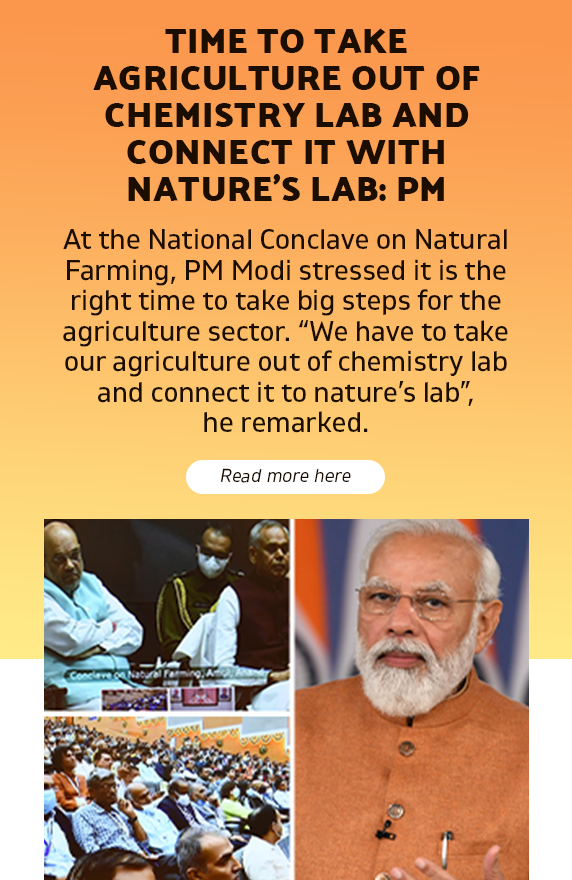 TIME TO TAKE
AGRICULTURE OUT OF
CHEMISTRY LAB AND
CONNECT IT WITH
NATURE’S LAB: PM
At the National Conclave on Natural
Farming, PM Modi stressed it is the
right time to take big steps for the
agriculture sector. “We have to take
our agriculture out of chemistry lab
and connect it to nature’s lab”,
he remarked.
Read more here
Conclave on Natural Farming,